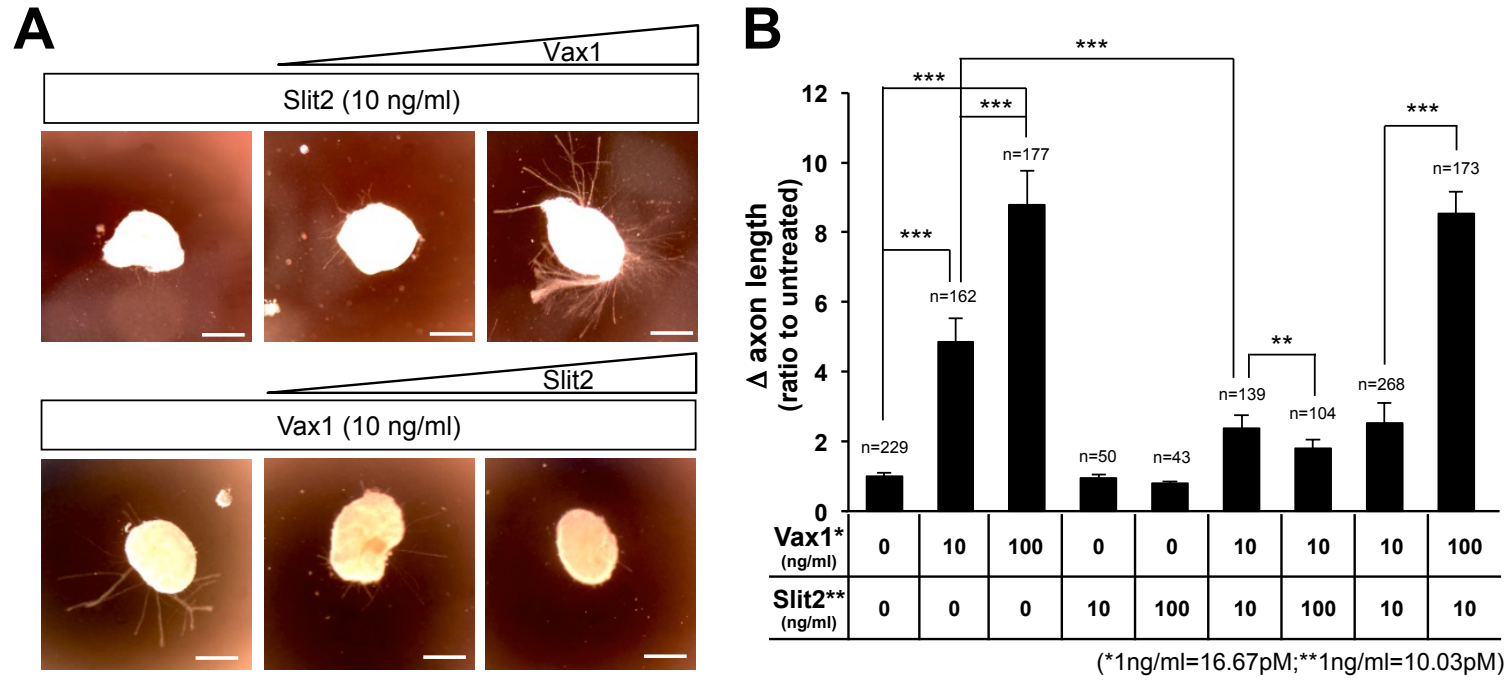 A
Vax1
Slit2 (10 ng/ml)
Slit2
Vax1 (10 ng/ml)
B
Δ axon length
(ratio to untreated)
12
10
8
6
4
2
0
***
***
***
***
***
**
n=229
n=162
n=177
n=50
n=43
n=139
n=104
n=268
n=173
Vax1* 0 10 100 0 0 10 10 10 100
(ng/ml)
Slit2** 0 0 0 10 100 10 100 10 10
(ng/ml)
(*1ng/ml=16.67pM;**1ng/ml=10.03pM)